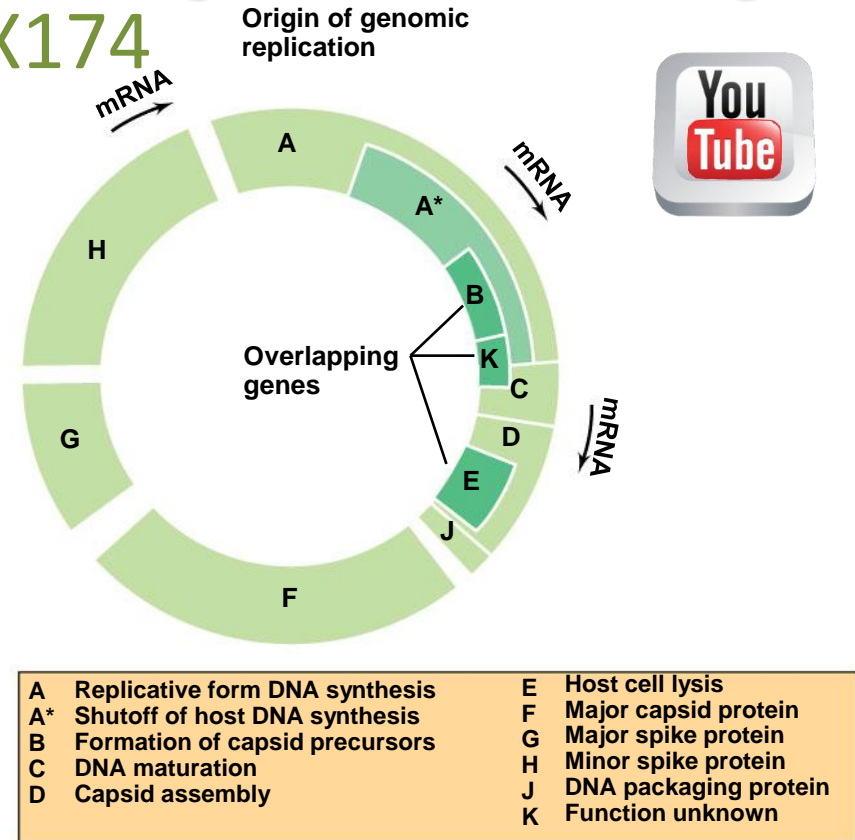 X174
Origin of genomic
replication
You
Tube
mRNA
mRNA
A
A*
H
B
Overlapping
genes
K
C
mRNA
D
G
E
J
F
A Replicative form DNA synthesis
A* Shutoff of host DNA synthesis
B Formation of capsid precursors
C DNA maturation
D Capsid assembly
E Host cell lysis
F Major capsid protein
G Major spike protein
H Minor spike protein
J DNA packaging protein
K Function unknown